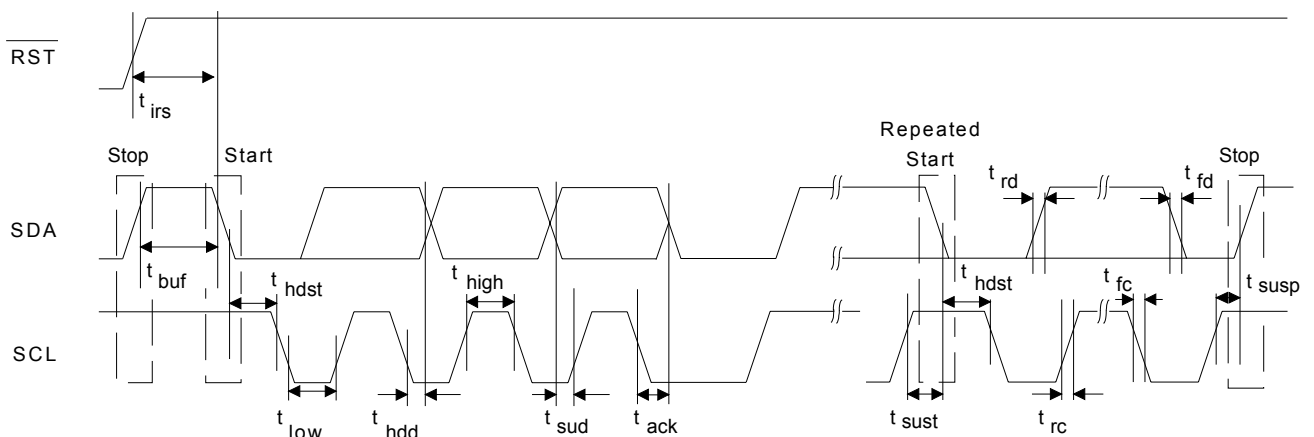 RST
t irs
Repeated
Stop Start Start Stop
t rd t fd
SDA
t buf t hdst t high t hdst t fc t susp
SCL
t low t hdd t sud t ack t sust t rc